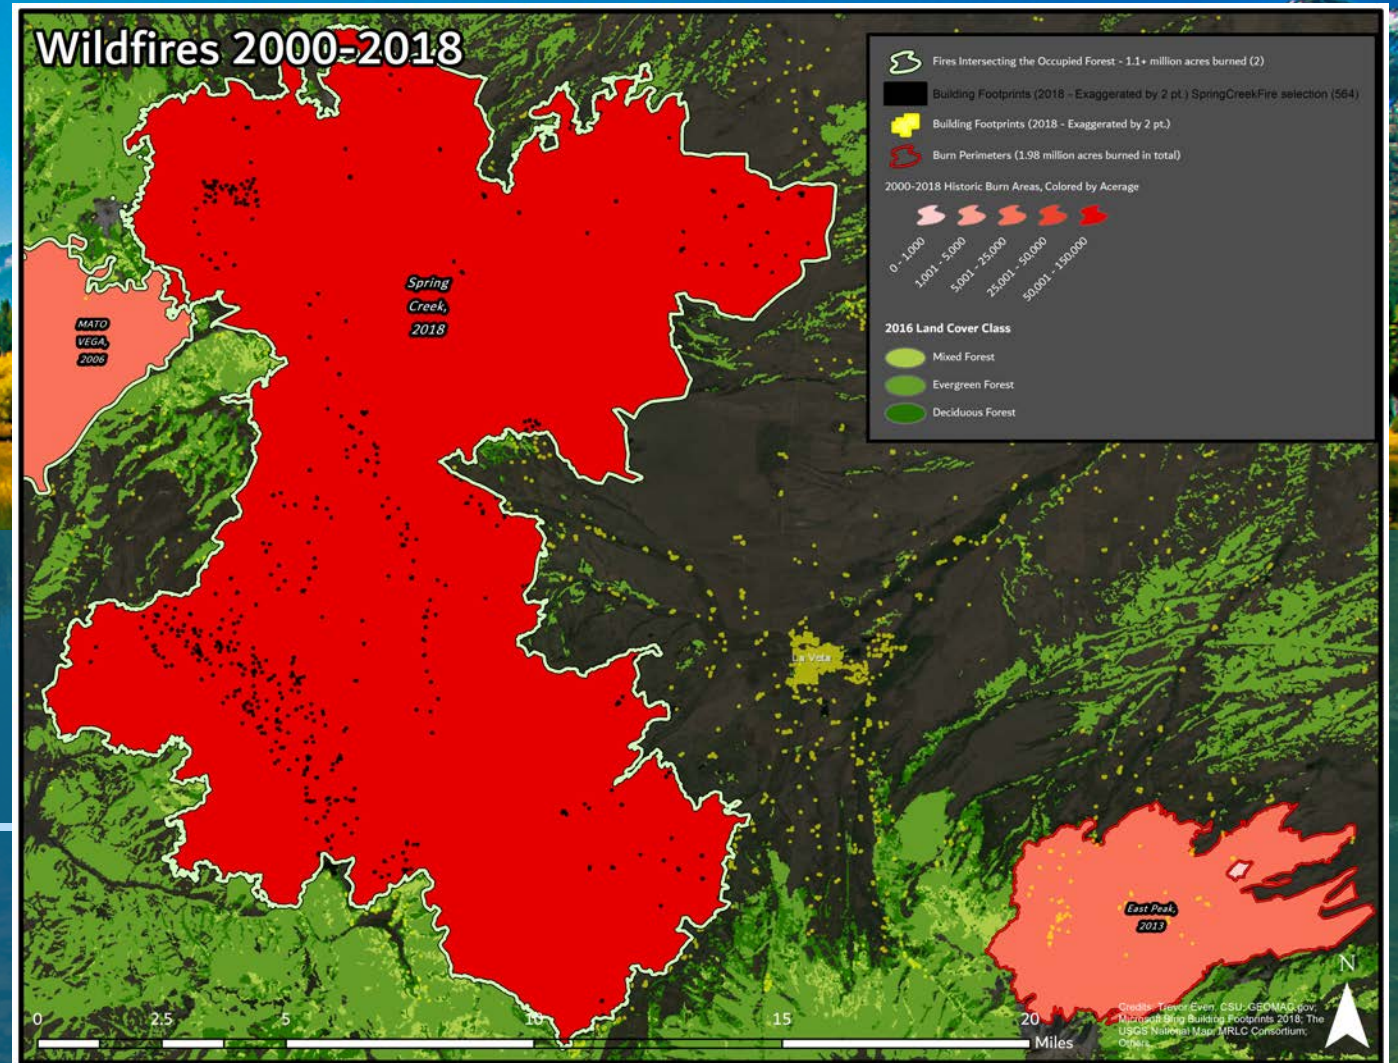 Wildfires 2000-2018
Fires Intersecting the Occupied Forest - 1.1+ million acres burned (2)
Building Footprints (2018 - Exaggerated by 2 pt.) SpringCreekFire selection (564)
Building Footprints (2018 - Exaggerated by 2 pt.)
Burn Perimeters (1.98 million acres burned in total)
2000-2018 Historic Burn Areas, Colored by Acerage
0 - 1,000
1,001 - 5,000
5,001 - 25,000
25,001 - 50,000
50,001 - 150,000
2016 Land Cover Class
Mixed Forest
Evergreen Forest
Deciduous Forest
Spring
Creek,
2018
MATO
VEGA,
2006
La Veta
East Peak,
2013
N
0 2.5 5 10 15 20
Miles
Credits: Trevor Even, CSU; GEOMAC.gov;
Microsoft Bing Building Footprints 2018; The
USGS National Map; MRLC Consortium;
Others